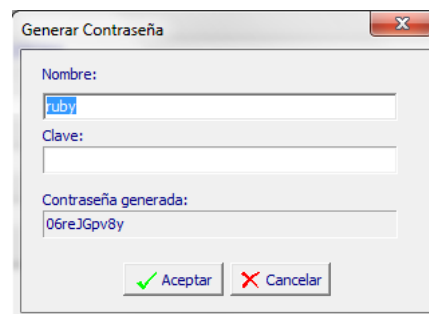 Generar Contraseña
Nombre:
ruby
Clave:
Contraseña generada:
06reJGpv8y
Aceptar Cancelar